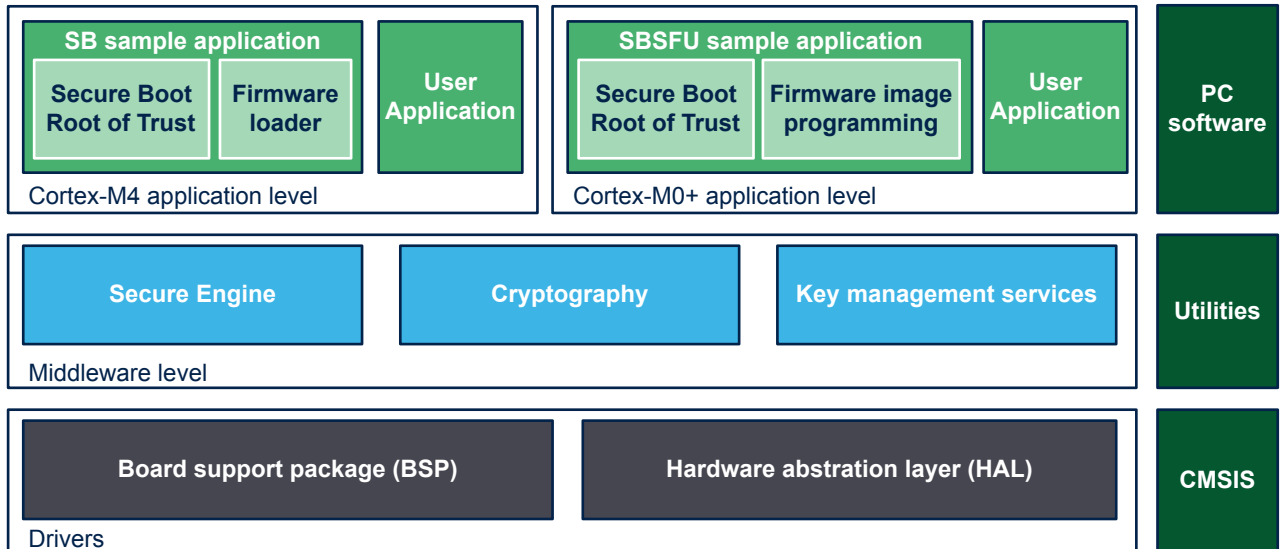 SB sample application
Secure Boot
Root of Trust
Firmware
loader
User
Application
Cortex-M4 application level
SBSFU sample application
Secure Boot
Root of Trust
Firmware image
programming
User
Application
Cortex-M0+ application level
PC
software
Secure Engine
Cryptography
Key management services
Middleware level
Utilities
Board support package (BSP)
Hardware abstration layer (HAL)
Drivers
CMSIS